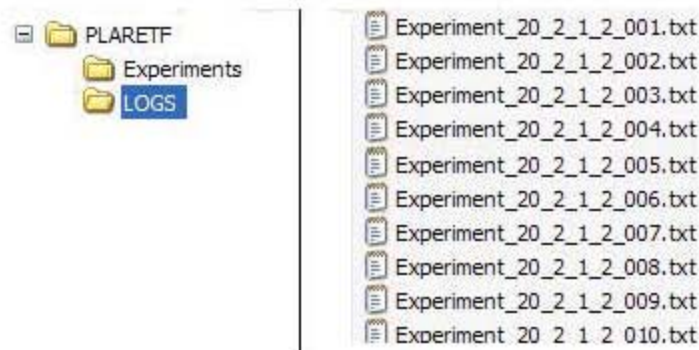 PLARETF
Experiments
LOGS
Experiment_20_2_1_2_001.txt
Experiment_20_2_1_2_002.txt
Experiment_20_2_1_2_003.txt
Experiment_20_2_1_2_004.txt
Experiment_20_2_1_2_005.txt
Experiment_20_2_1_2_006.txt
Experiment_20_2_1_2_007.txt
Experiment_20_2_1_2_008.txt
Experiment_20_2_1_2_009.txt
Experiment_20_2_1_2_010.txt